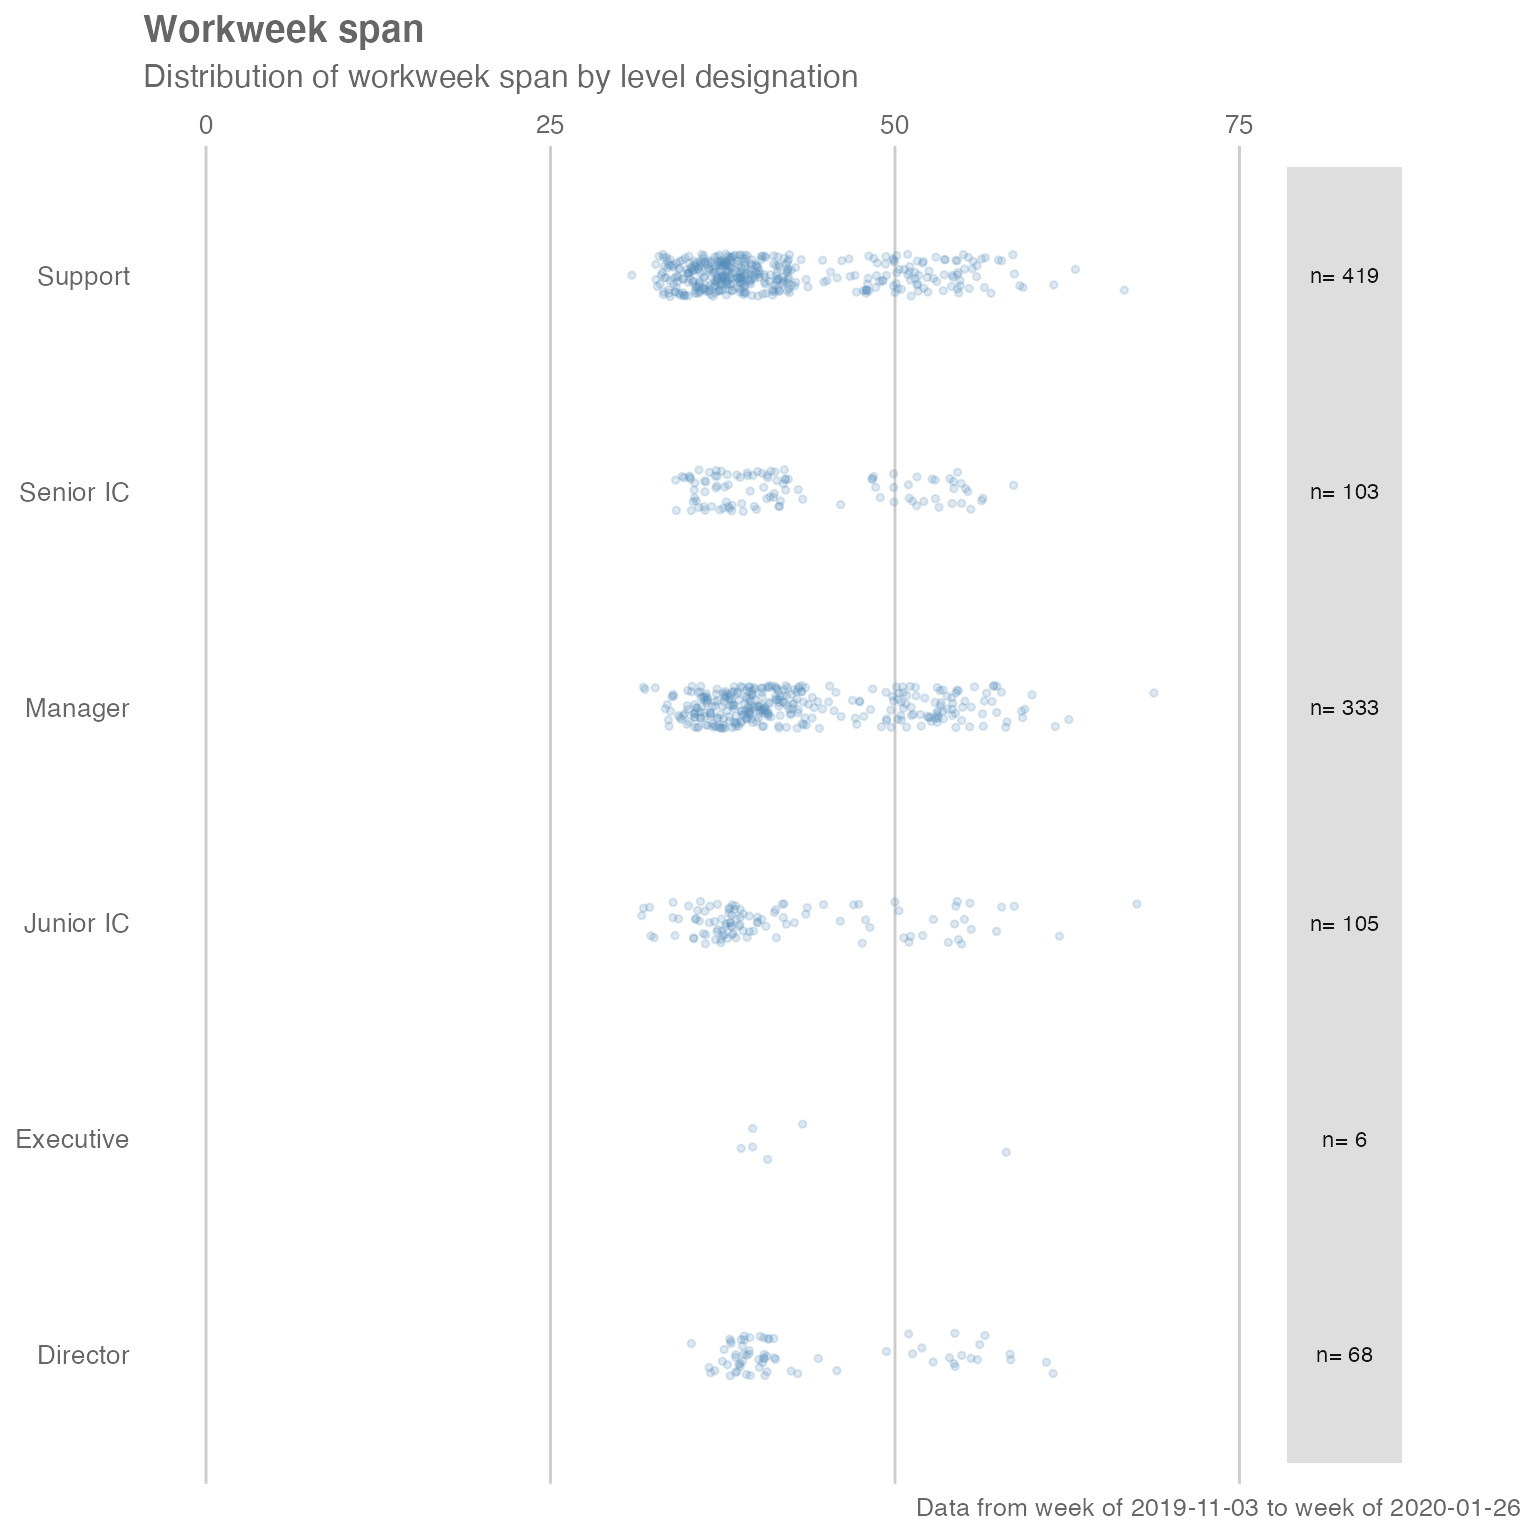 Workweek span
Distribution of workweek span by level designation
0 25 50 75
Support n= 419
Senior IC n= 103
Manager n= 333
Junior IC n= 105
Executive n= 6
Director n= 68
Data from week of 2019-11-03 to week of 2020-01-26